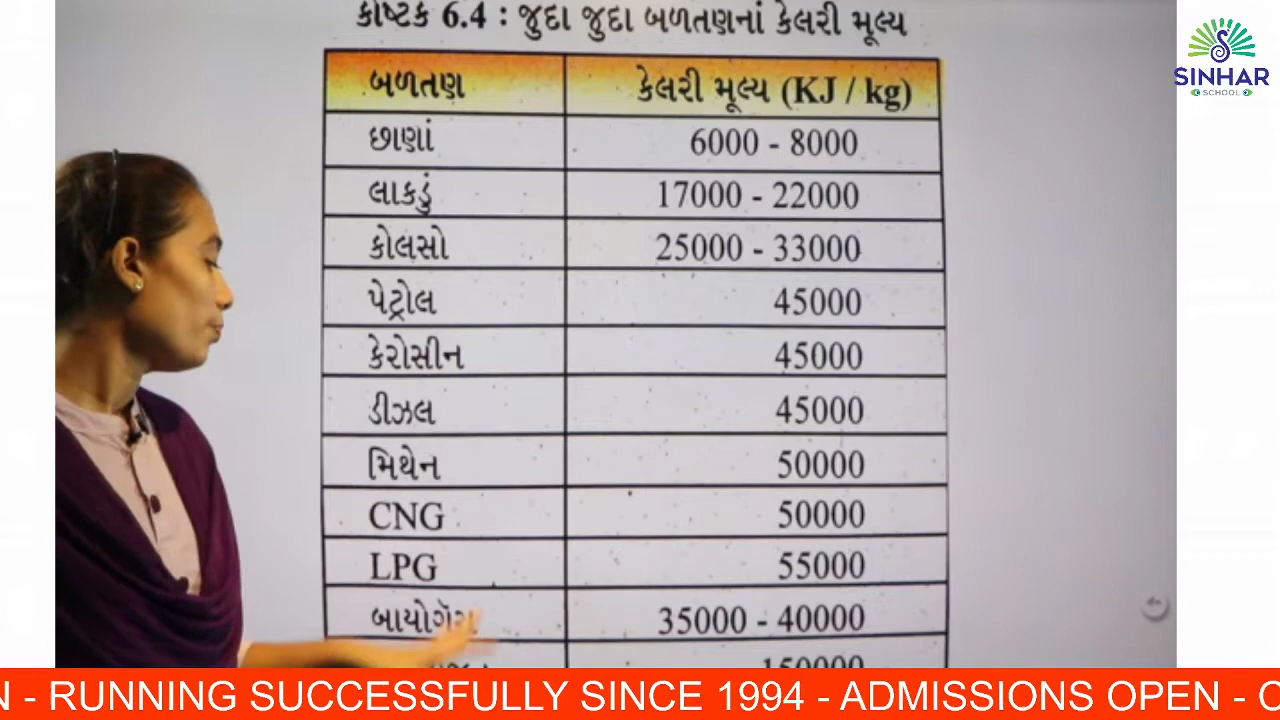 કોષ્ટક 6.4 : જુદા જુદા બળતણનાં કેલરી મૂલ્ય
બળતણ કેલરી મૂલ્ય (KJ / kg)
છાણાં 6000 - 8000
લાકડું 17000 - 22000
કોલસો 25000 - 33000
પેટ્રોલ 45000
કેરોસીન 45000
ડીઝલ 45000
મિથેન 50000
CNG 50000
LPG 55000
બાયોગૅસ 35000 - 40000
150000
SINHAR
SCHOOL
N - RUNNING SUCCESSFULLY SINCE 1994 - ADMISSIONS OPEN - C